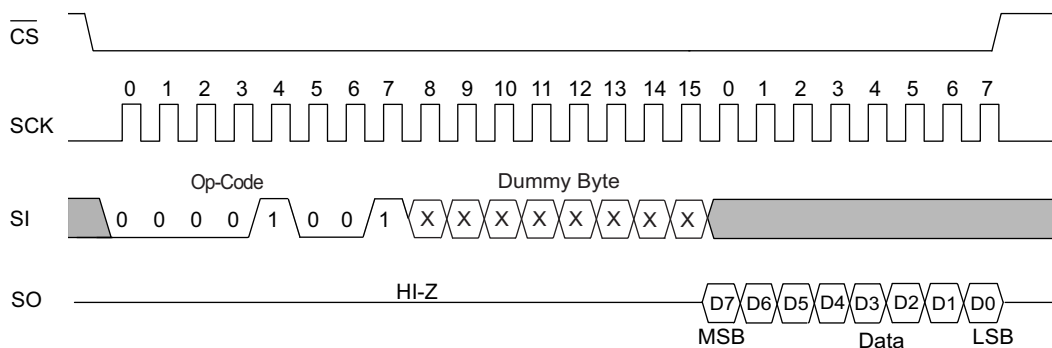 CS
0 1 2 3 4 5 6 7 8 9 10 11 12 13 14 15 0 1 2 3 4 5 6 7
SCK
Op-Code Dummy Byte
SI 0 0 0 0 1 0 0 1 X X X X X X X X
HI-Z
SO D7 D6 D5 D4 D3 D2 D1 D0
MSB Data LSB